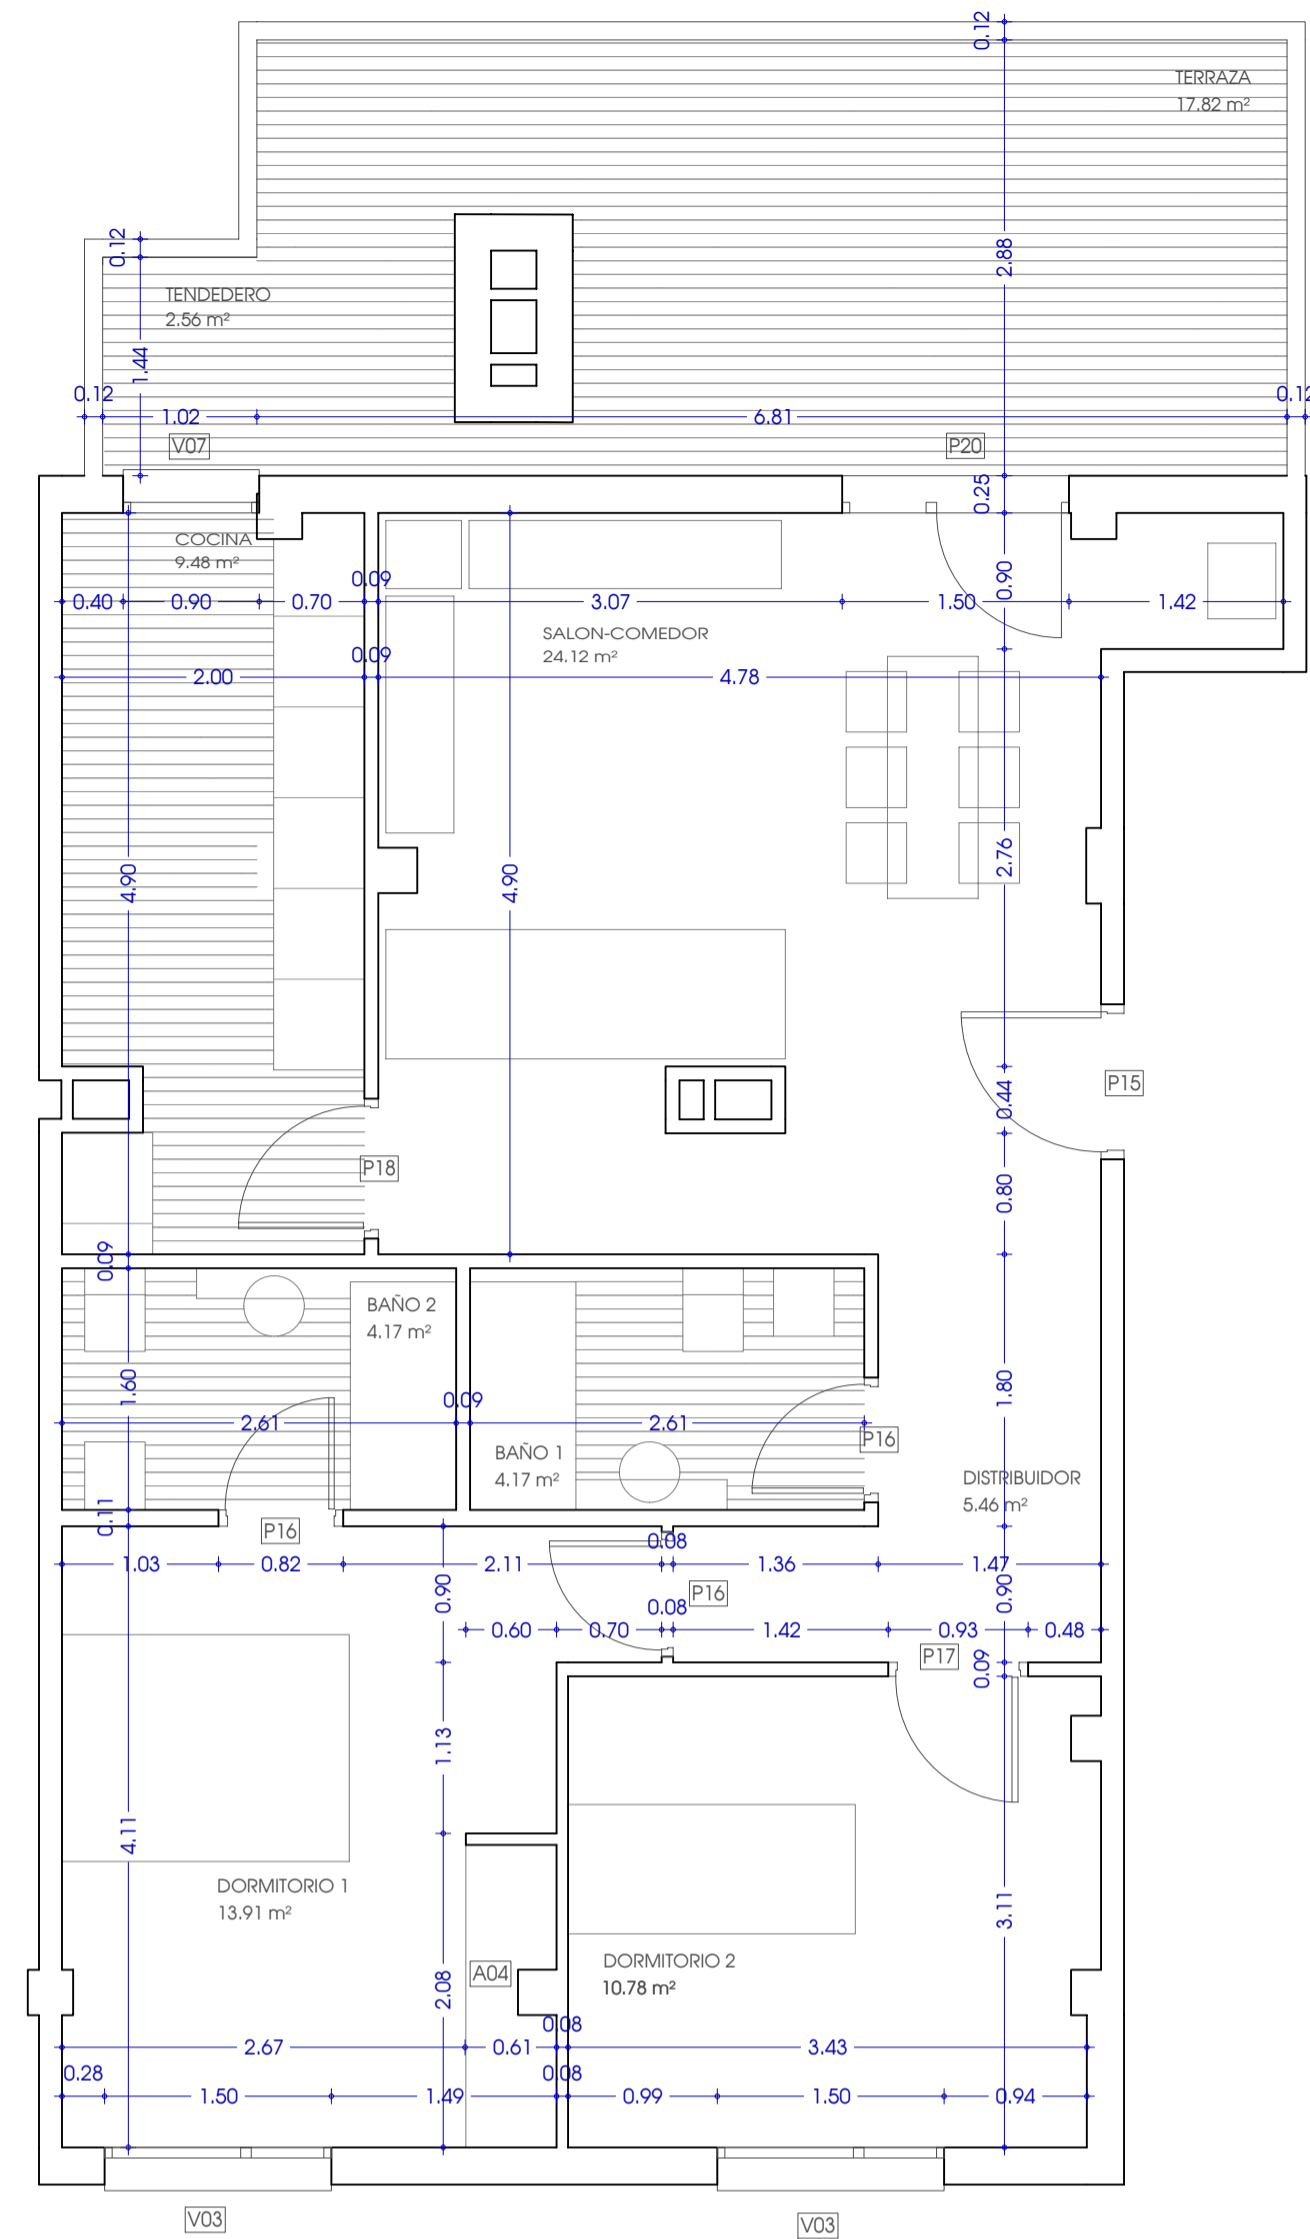 0.12
TERRAZA
17.82 m²
0.12
2.88
TENDEDERO
2.56 m²
1.44
0.12
0.12
1.02
6.81
V07
P20
0.25
COCINA
9.48 m²
0.09
0.90
0.40
0.90
0.70
3.07
1.50
1.42
SALON-COMEDOR
24.12 m²
0.09
2.00
4.78
4.90
4.90
2.76
0.44
P15
P18
0.80
0.09
BAÑO 2
4.17 m²
1.60
1.80
0.09
2.61
2.61
P16
BAÑO 1
4.17 m²
DISTRIBUIDOR
5.46 m²
0.11
P16
0.08
1.03
0.82
2.11
1.36
1.47
0.90
P16
0.90
0.08
0.60
0.70
1.42
0.93
0.48
P17
0.09
1.13
4.11
DORMITORIO 1
13.91 m²
3.11
DORMITORIO 2
10.78 m²
A04
2.08
0.08
2.67
0.61
3.43
0.28
0.08
1.50
1.49
0.99
1.50
0.94
V03
V03